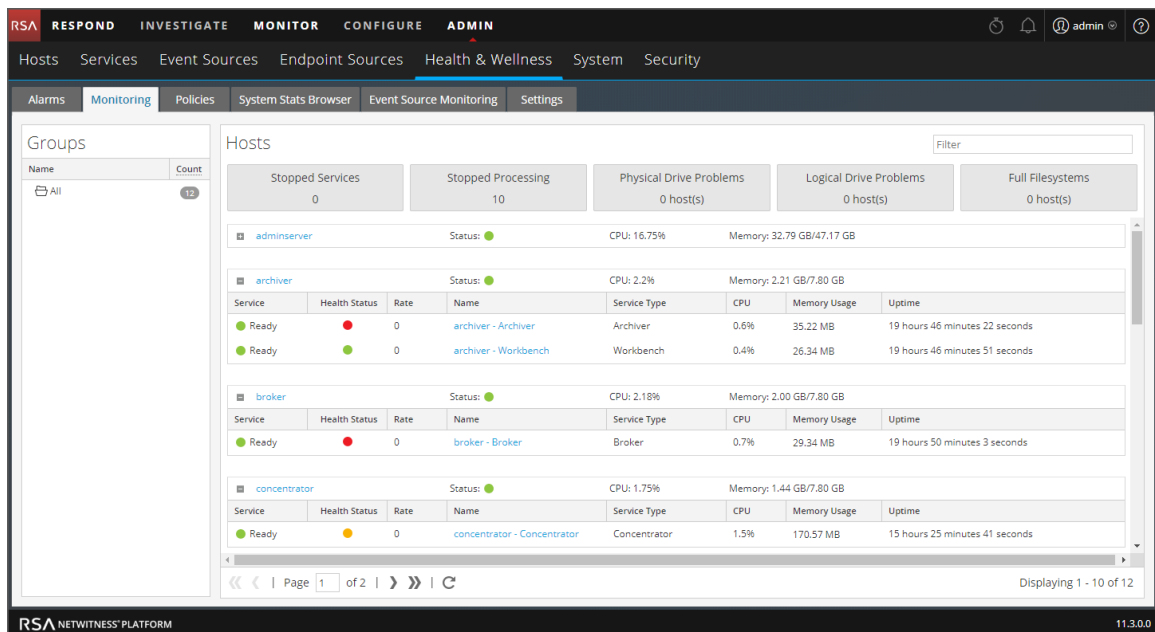 RSA RESPOND INVESTIGATE MONITOR CONFIGURE ADMIN admin ?
Hosts Services Event Sources Endpoint Sources Health & Wellness System Security
Alarms Monitoring Policies System Stats Browser Event Source Monitoring Settings
Groups
Name Count
All 12
Hosts
Filter
Stopped Services
0
Stopped Processing
10
Physical Drive Problems
0 host(s)
Logical Drive Problems
0 host(s)
Full Filesystems
0 host(s)
adminserver Status: CPU: 16.75% Memory: 32.79 GB/47.17 GB
archiver Status: CPU: 2.2% Memory: 2.21 GB/7.80 GB
Service Health Status Rate Name Service Type CPU Memory Usage Uptime
Ready 0 archiver - Archiver Archiver 0.6% 35.22 MB 19 hours 46 minutes 22 seconds
Ready 0 archiver - Workbench Workbench 0.4% 26.34 MB 19 hours 46 minutes 51 seconds
broker Status: CPU: 2.18% Memory: 2.00 GB/7.80 GB
Service Health Status Rate Name Service Type CPU Memory Usage Uptime
Ready 0 broker - Broker Broker 0.7% 29.34 MB 19 hours 50 minutes 3 seconds
concentrator Status: CPU: 1.75% Memory: 1.44 GB/7.80 GB
Service Health Status Rate Name Service Type CPU Memory Usage Uptime
Ready 0 concentrator - Concentrator Concentrator 1.5% 170.57 MB 15 hours 25 minutes 41 seconds
Page 1 of 2
Displaying 1 - 10 of 12
RSA NETWITNESS® PLATFORM
11.3.0.0